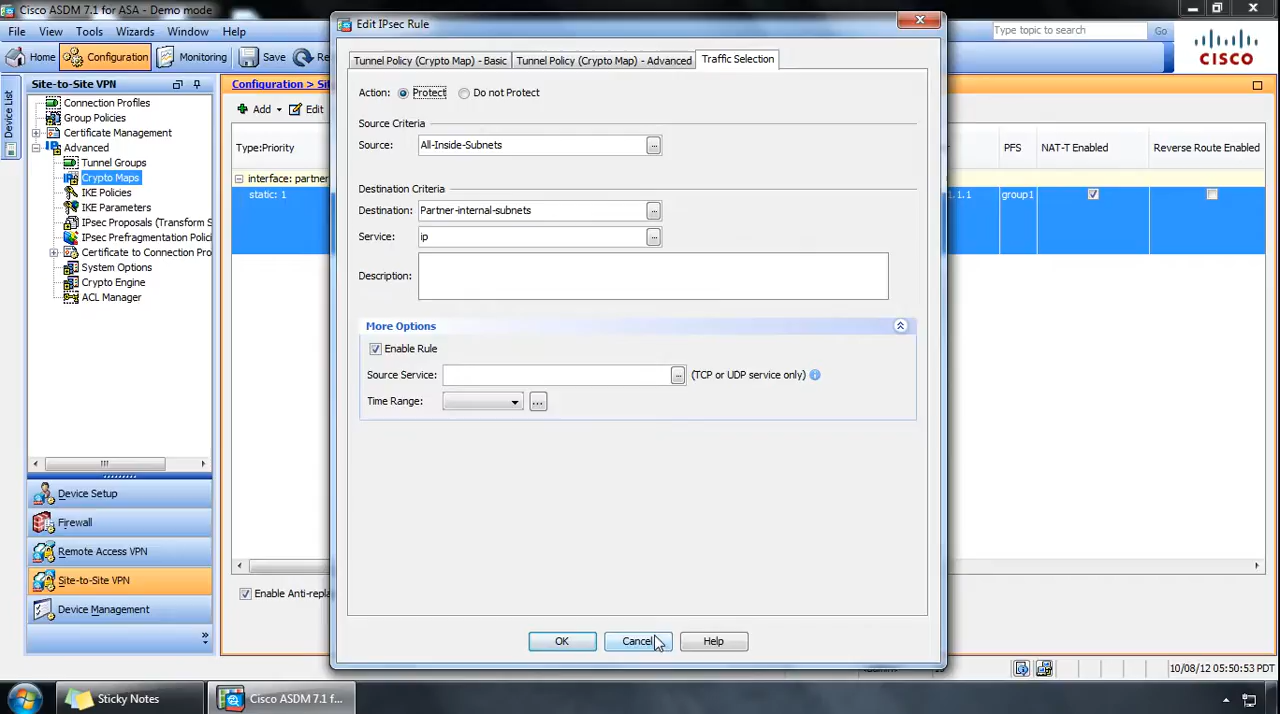 Cisco ASDM 7.1 for ASA - Demo mode
File View Tools Wizards Window Help
Type to search
Go
Home Configuration Monitoring Save Re
CISCO
Device List
Site-to-Site VPN
Connection Profiles
Group Policies
Certificate Management
Advanced
Tunnel Groups
Crypto Maps
IKE Policies
IKE Parameters
IPsec Proposals (Transform S
IPsec Prefragmentation Polici
Certificate to Connection Pro
System Options
Crypto Engine
ACL Manager
Device Setup
Firewall
Remote Access VPN
Site-to-Site VPN
Device Management
Configuration > Sit
Add Edit
Type:Priority
interface: partner
static: 1
Enable Anti-repla
Edit IPsec Rule
Tunnel Policy (Crypto Map) - Basic Tunnel Policy (Crypto Map) - Advanced Traffic Selection
Action: Protect Do not Protect
Source Criteria
Source: All-Inside-Subnets ...
Destination Criteria
Destination: Partner-internal-subnets ...
Service: ip ...
Description:
More Options
Enable Rule
Source Service: ... (TCP or UDP service only)
Time Range: ...
OK Cancel Help
PFS NAT-T Enabled Reverse Route Enabled
.1.1 group1
10/08/12 05:50:53 PDT
Sticky Notes Cisco ASDM 7.1 f...